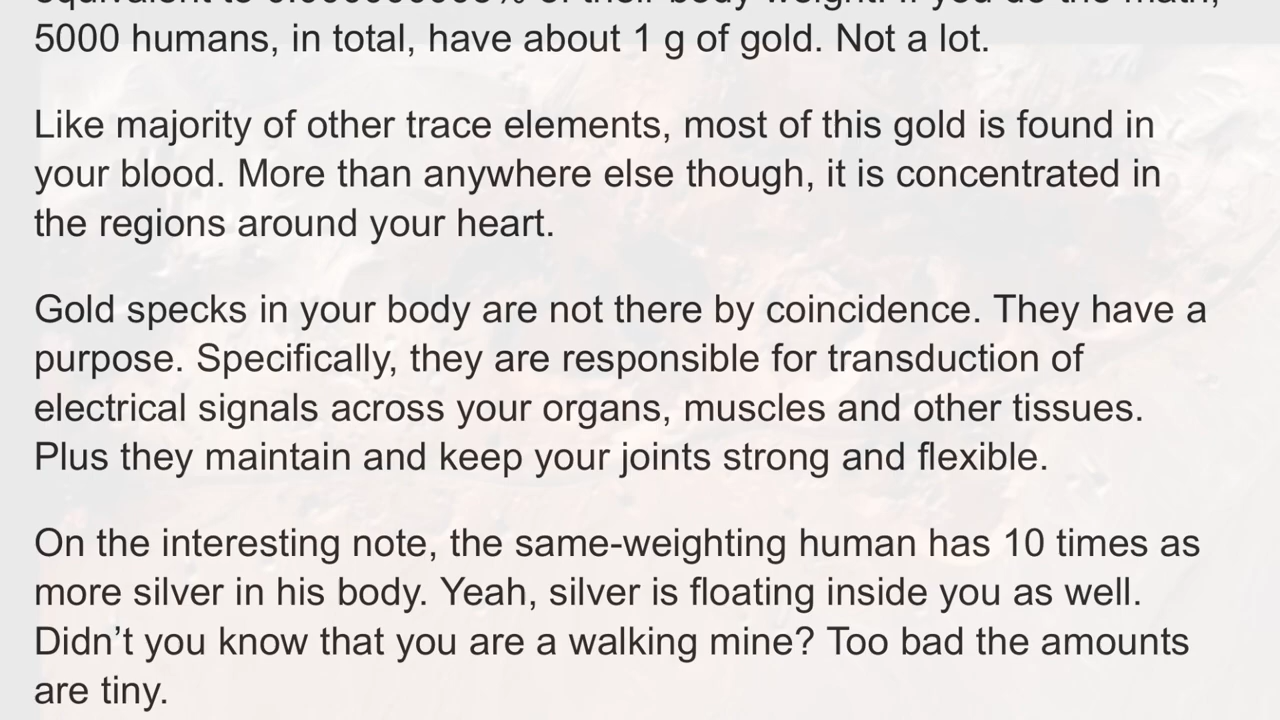 5000 humans, in total, have about 1 g of gold. Not a lot.
Like majority of other trace elements, most of this gold is found in
your blood. More than anywhere else though, it is concentrated in
the regions around your heart.
Gold specks in your body are not there by coincidence. They have a
purpose. Specifically, they are responsible for transduction of
electrical signals across your organs, muscles and other tissues.
Plus they maintain and keep your joints strong and flexible.
On the interesting note, the same-weighting human has 10 times as
more silver in his body. Yeah, silver is floating inside you as well.
Didn’t you know that you are a walking mine? Too bad the amounts
are tiny.